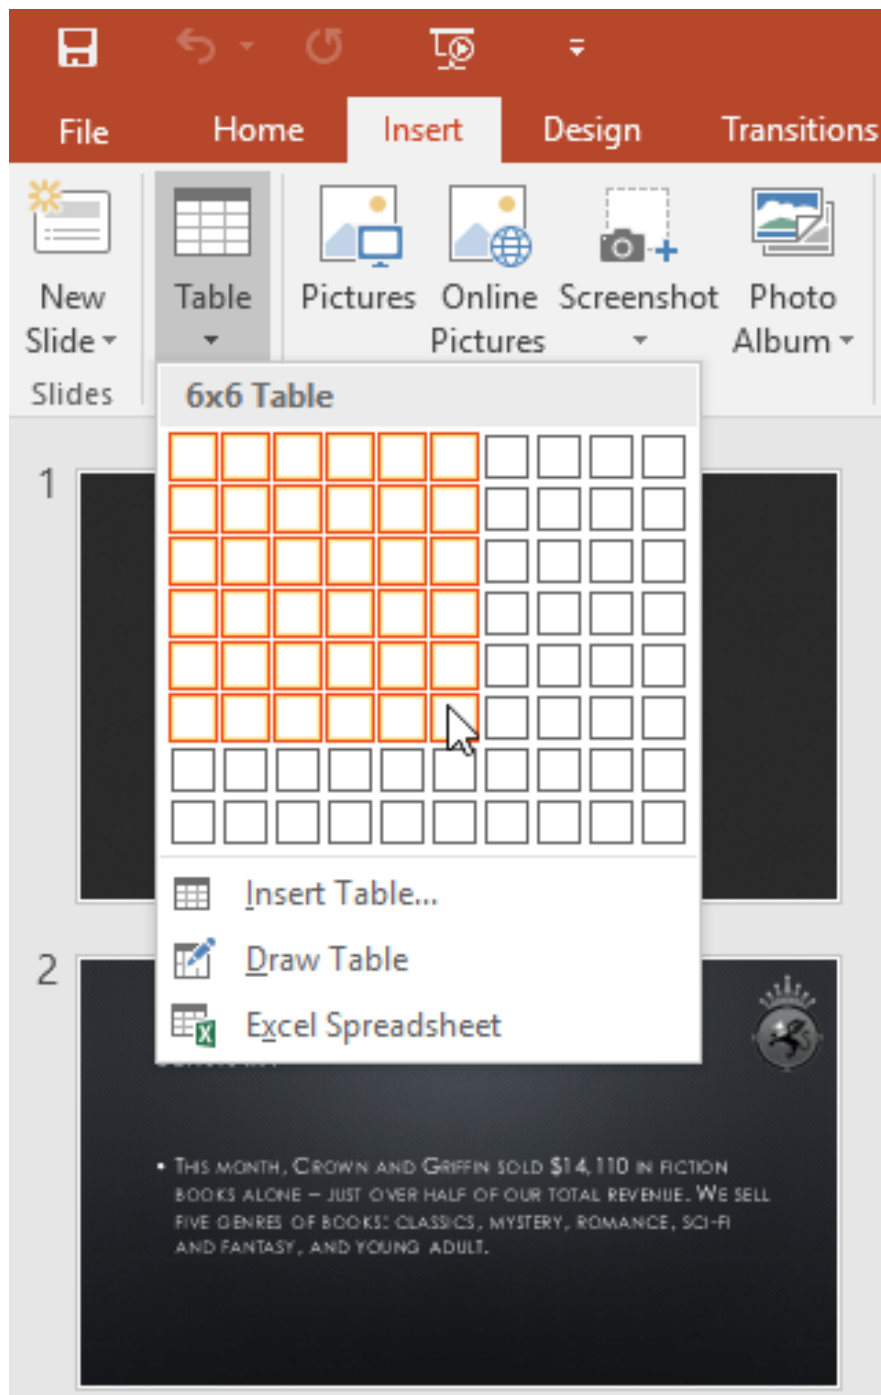 File Home Insert Design Transitions
New Table Pictures Online Screenshot Photo
Slide Pictures Album
Slides
6x6 Table
1
Insert Table...
Draw Table
Excel Spreadsheet
2
• This month, Crown and Griffin sold $14,110 in fiction
books alone – just over half of our total revenue. We sell
five genres of books: classics, mystery, romance, sci-fi
and fantasy, and young adult.